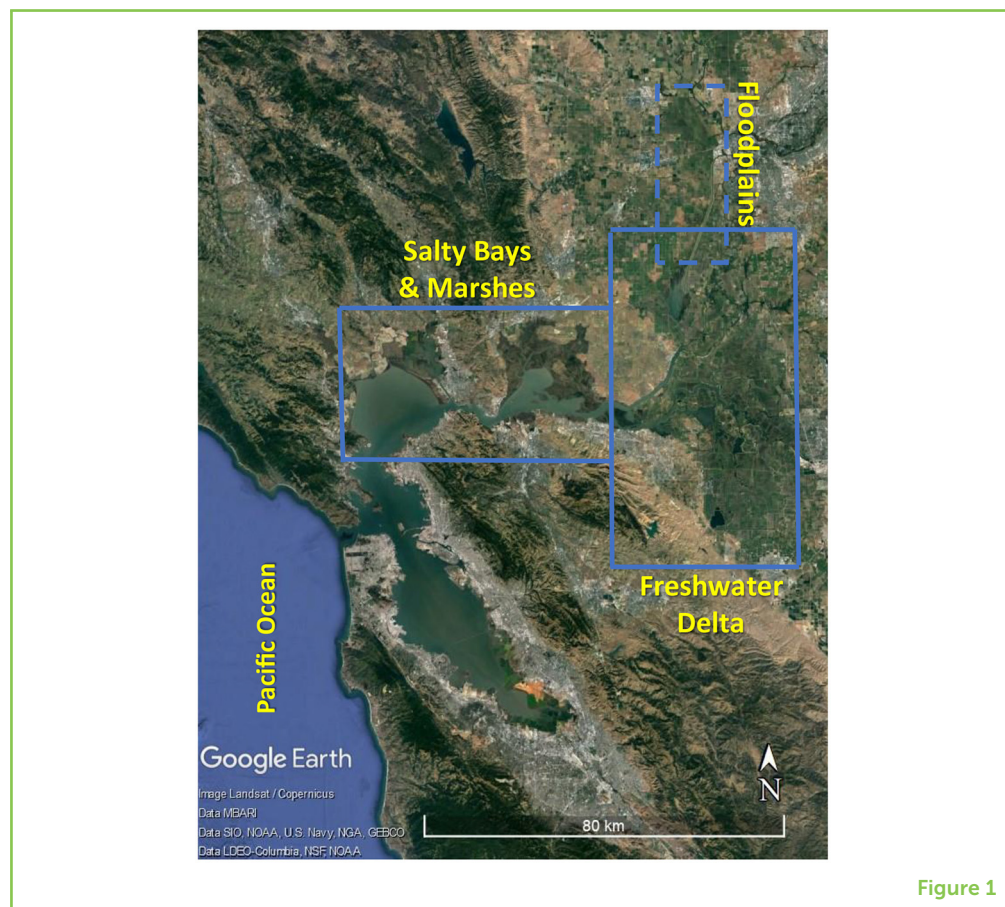 Floodplains
Salty Bays
& Marshes
Freshwater
Delta
Pacific Ocean
Google Earth
Image Landsat / Copernicus
Data MBARI
Data SIO, NOAA, U.S. Navy, NGA, GEBCO
Data LDEO-Columbia, NSF, NOAA
N
80 km
Figure 1